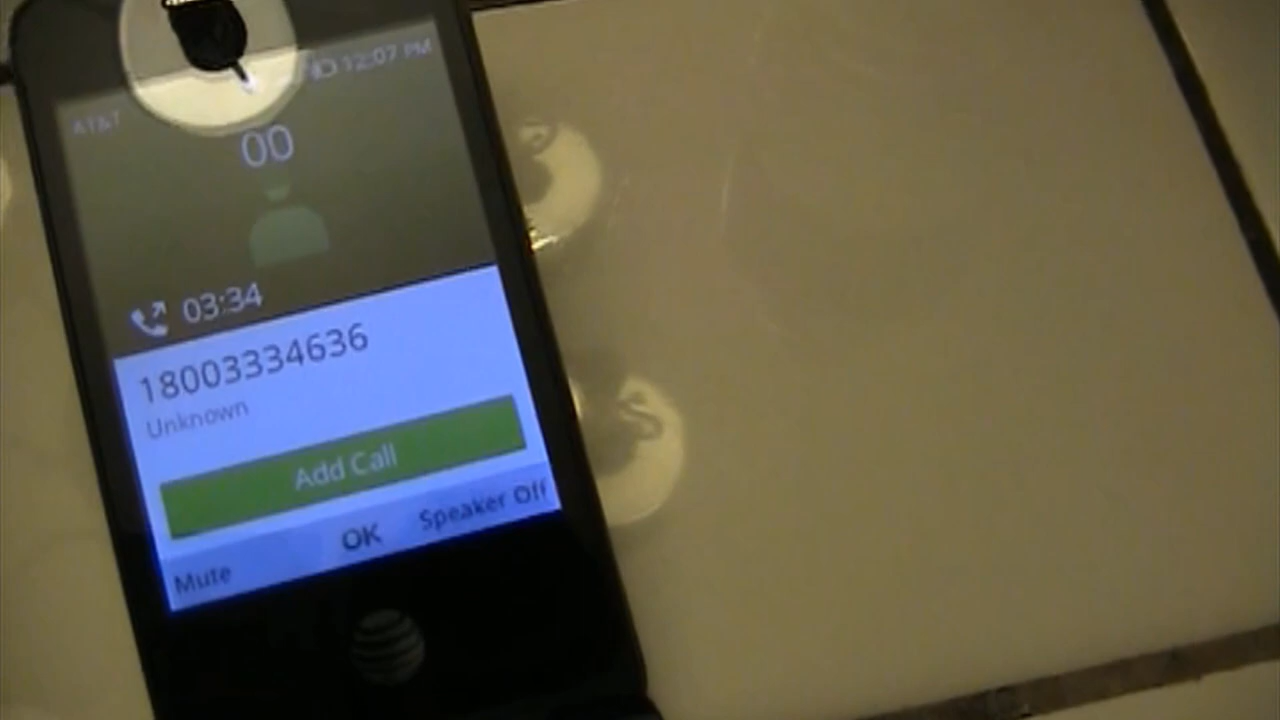 AT&T 12:07 PM
00
03:34
18003334636
Unknown
Add Call
Mute OK Speaker Off